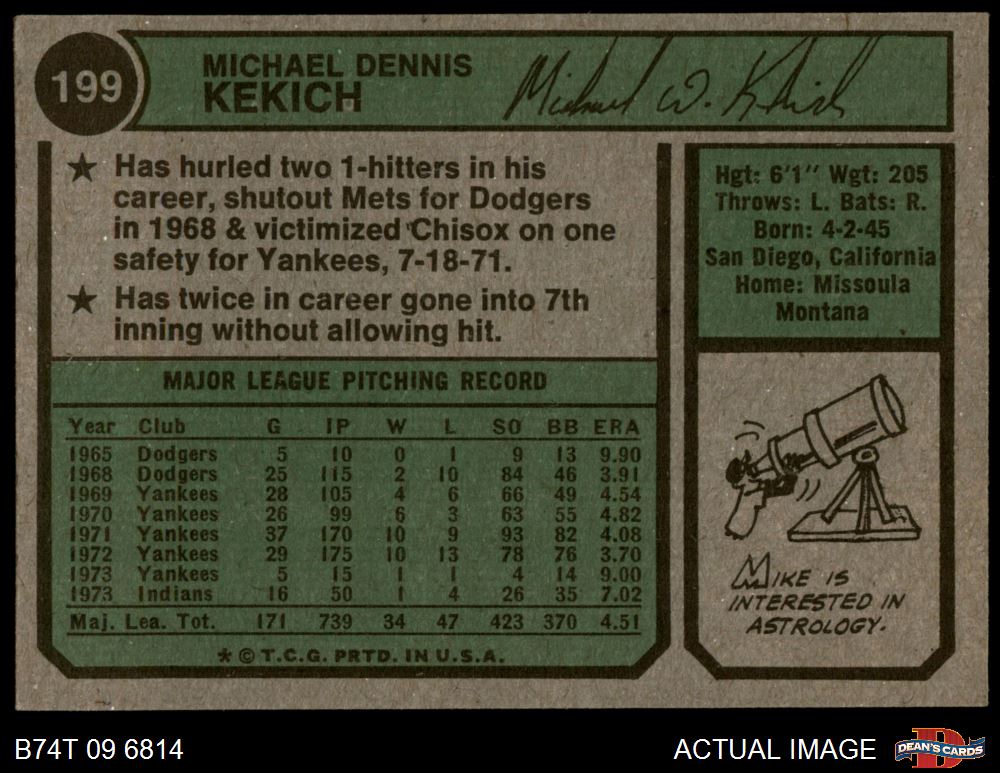 199
MICHAEL DENNIS
KEKICH
Michael D. Kekich
★ Has hurled two 1-hitters in his
career, shutout Mets for Dodgers
in 1968 & victimized Chisox on one
safety for Yankees, 7-18-71.
★ Has twice in career gone into 7th
inning without allowing hit.
Hgt: 6'1" Wgt: 205
Throws: L. Bats: R.
Born: 4-2-45
San Diego, California
Home: Missoula
Montana
MAJOR LEAGUE PITCHING RECORD
Year Club G IP W L SO BB ERA
1965 Dodgers 5 10 0 1 9 13 9.90
1968 Dodgers 25 115 2 10 84 46 3.91
1969 Yankees 28 105 4 6 66 49 4.54
1970 Yankees 26 99 6 3 63 55 4.82
1971 Yankees 37 170 10 9 93 82 4.08
1972 Yankees 29 175 10 13 78 76 3.70
1973 Yankees 5 15 1 1 4 14 9.00
1973 Indians 16 50 1 4 26 35 7.02
Maj. Lea. Tot. 171 739 34 47 423 370 4.51
* © T.C.G. PRTD. IN U.S.A.
MIKE IS
INTERESTED IN
ASTROLOGY.
B74T 09 6814
ACTUAL IMAGE
D
DEAN'S CARDS